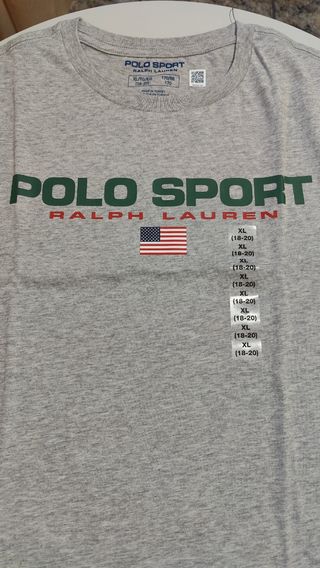 POLO SPORT
RALPH LAUREN
POLO SPORT
RALPH LAUREN
XL
(18-20)
XL
(18-20)
XL
(18-20)
XL
(18-20)
XL
(18-20)
XL
(18-20)
XL
(18-20)
XL
(18-20)